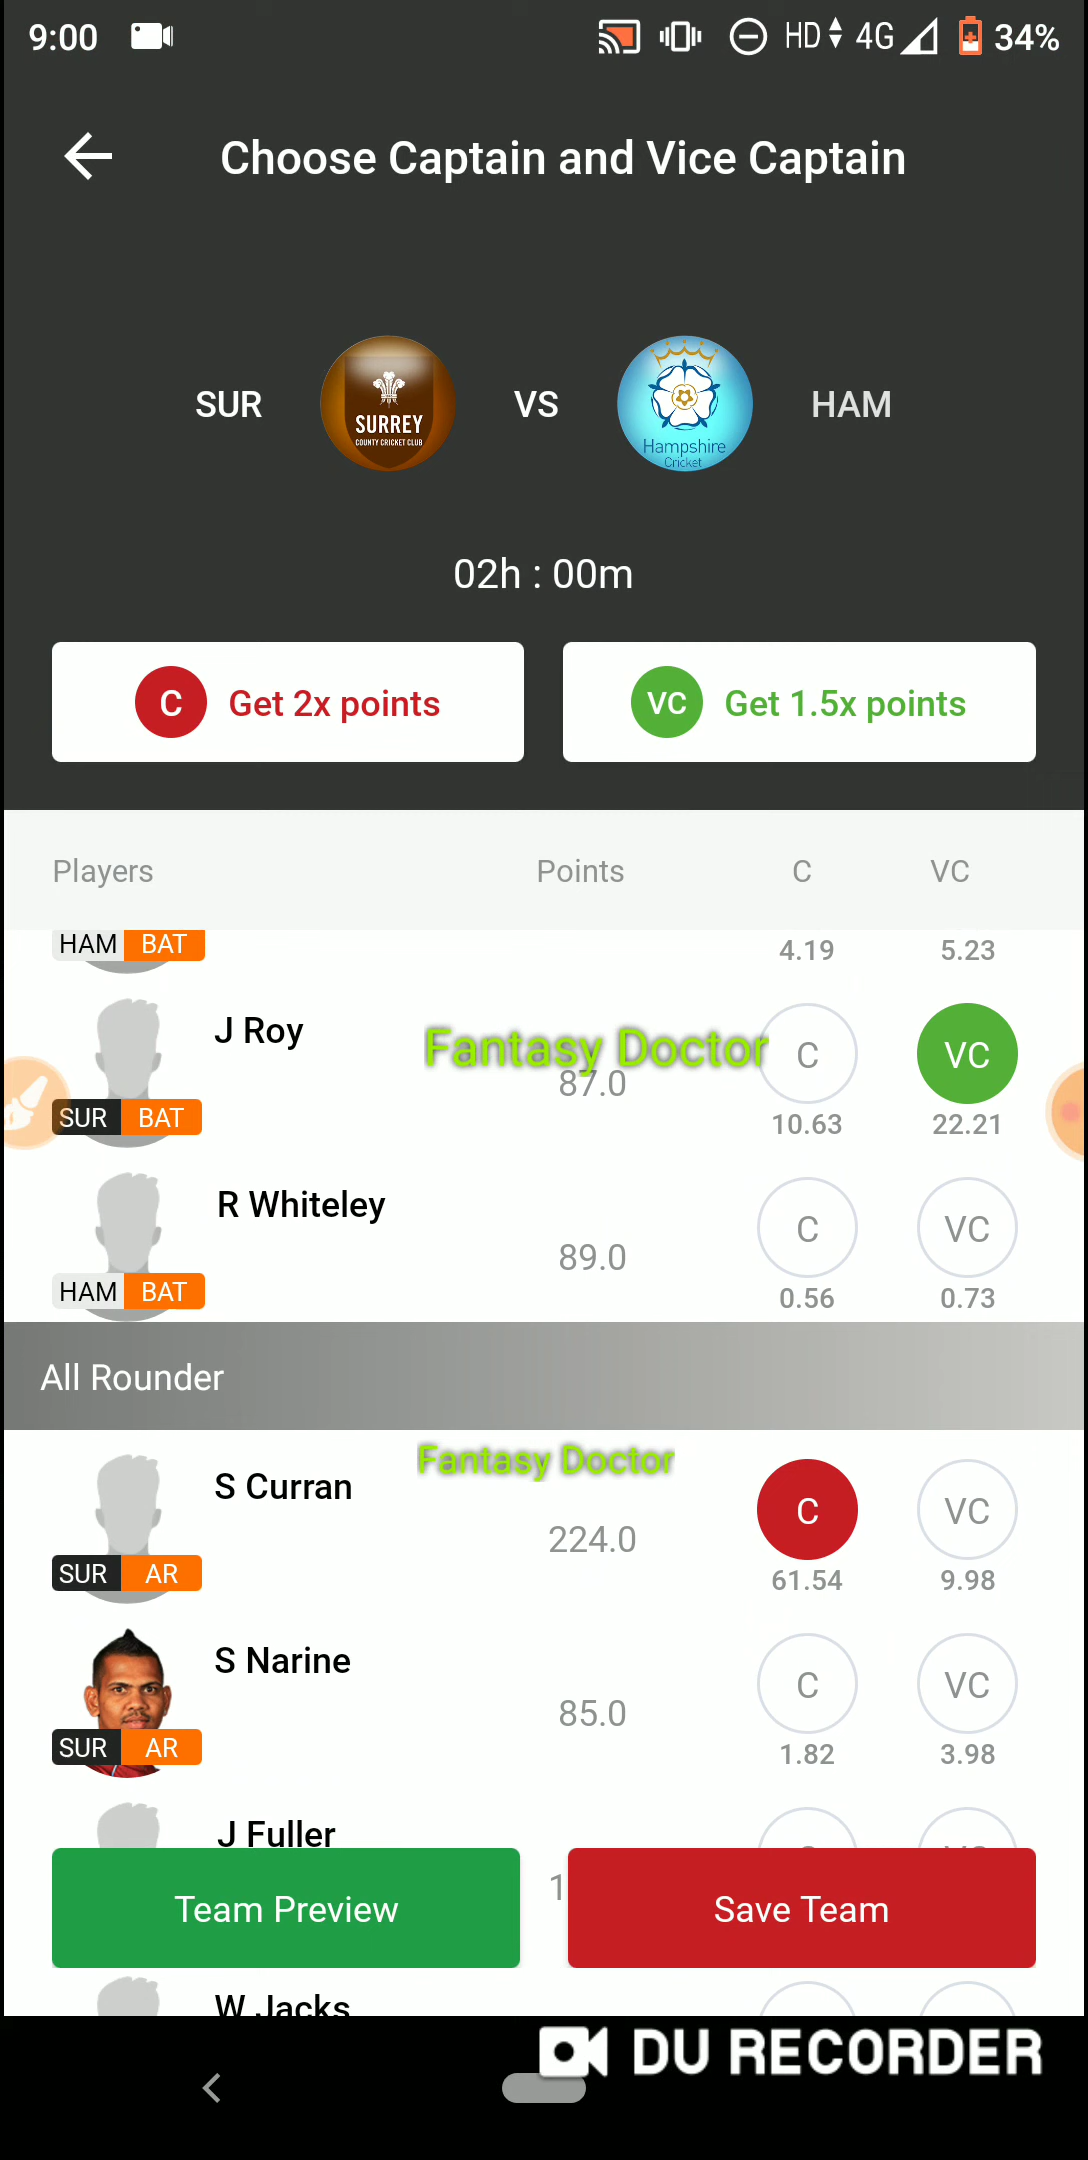 9:00 HD 4G 34%
Choose Captain and Vice Captain
SUR SURREY COUNTY CRICKET CLUB VS Hampshire Cricket HAM
02h : 00m
C Get 2x points VC Get 1.5x points
Players Points C VC
HAM BAT 4.19 5.23
J Roy
Fantasy Doctor
87.0 C VC
SUR BAT 10.63 22.21
R Whiteley
89.0 C VC
HAM BAT 0.56 0.73
All Rounder
Fantasy Doctor
S Curran
224.0 C VC
SUR AR 61.54 9.98
S Narine
85.0 C VC
SUR AR 1.82 3.98
J Fuller
Team Preview Save Team
W Jacks
DU RECORDER